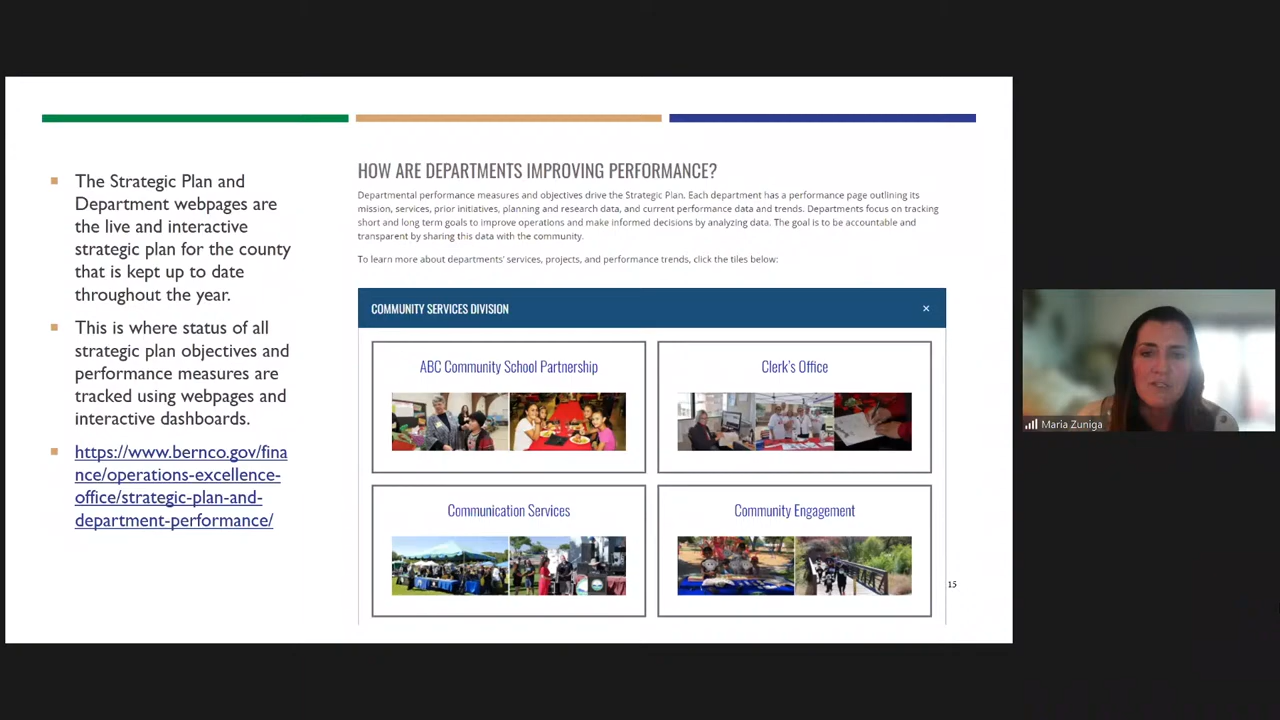 The Strategic Plan and
Department webpages are
the live and interactive
strategic plan for the county
that is kept up to date
throughout the year.
This is where status of all
strategic plan objectives and
performance measures are
tracked using webpages and
interactive dashboards.
https://www.bernco.gov/fina
nce/operations-excellence-
office/strategic-plan-and-
department-performance/
HOW ARE DEPARTMENTS IMPROVING PERFORMANCE?
Departmental performance measures and objectives drive the Strategic Plan. Each department has a performance page outlining its
mission, services, prior initiatives, planning and research data, and current performance data and trends. Departments focus on tracking
short and long term goals to improve operations and make informed decisions by analyzing data. The goal is to be accountable and
transparent by sharing this data with the community.
To learn more about departments' services, projects, and performance trends, click the tiles below:
COMMUNITY SERVICES DIVISION
ABC Community School Partnership
Clerk's Office
Communication Services
Community Engagement
15
Maria Zuniga